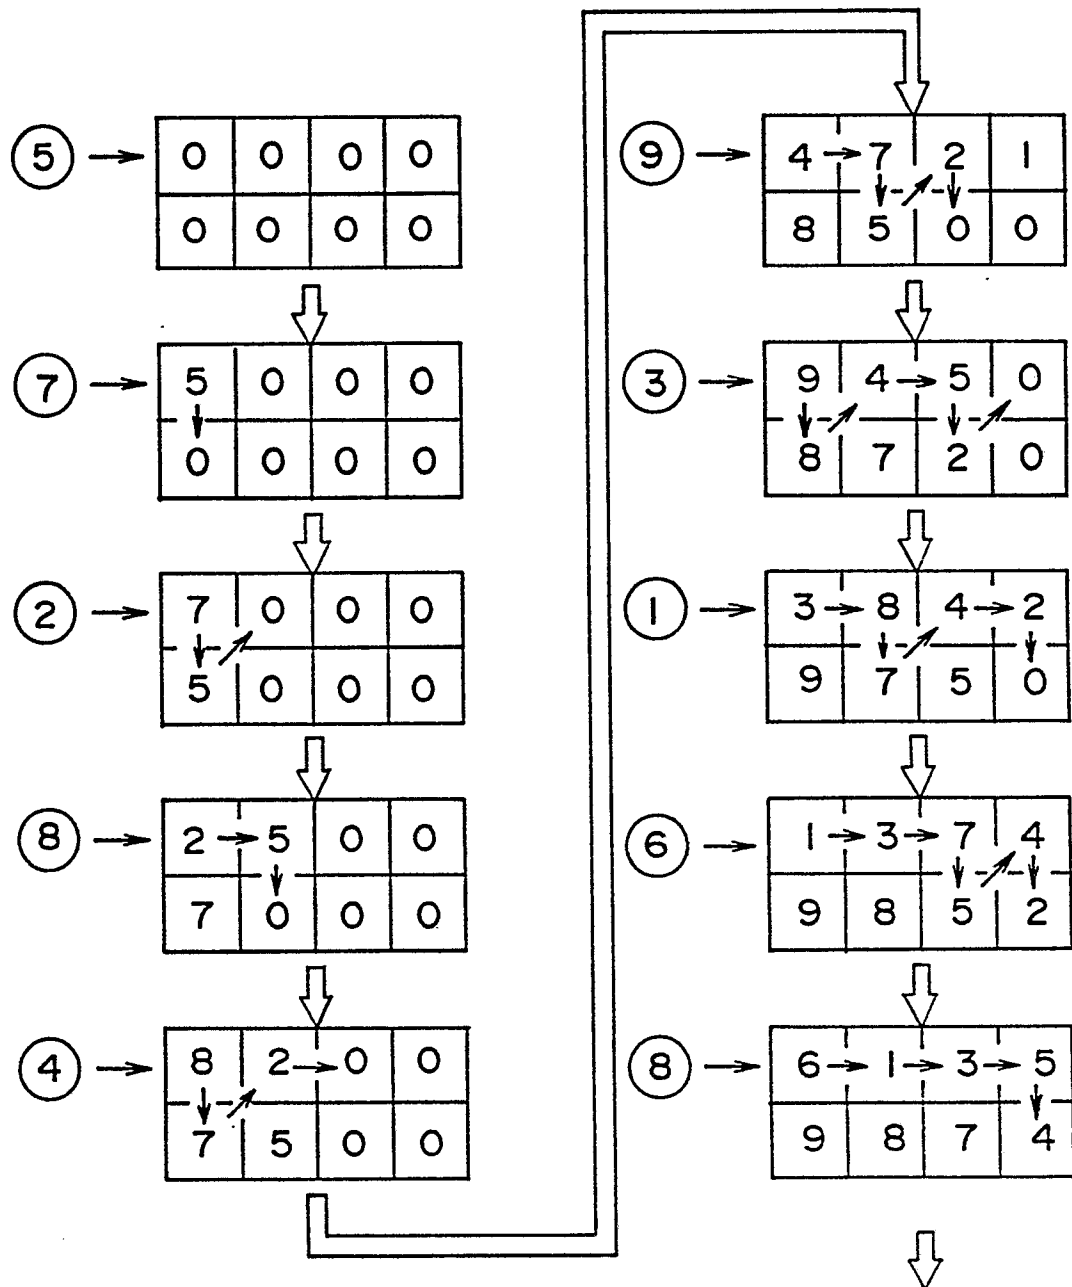 5 0 0 0 0
0 0 0 0
7 5 0 0 0
0 0 0 0
2 7 0 0 0
5 0 0 0
8 2 5 0 0
7 0 0 0
4 8 2 0 0
7 5 0 0
9 4 7 2 1
8 5 0 0
3 9 4 5 0
8 7 2 0
1 3 8 4 2
9 7 5 0
6 1 3 7 4
9 8 5 2
8 6 1 3 5
9 8 7 4